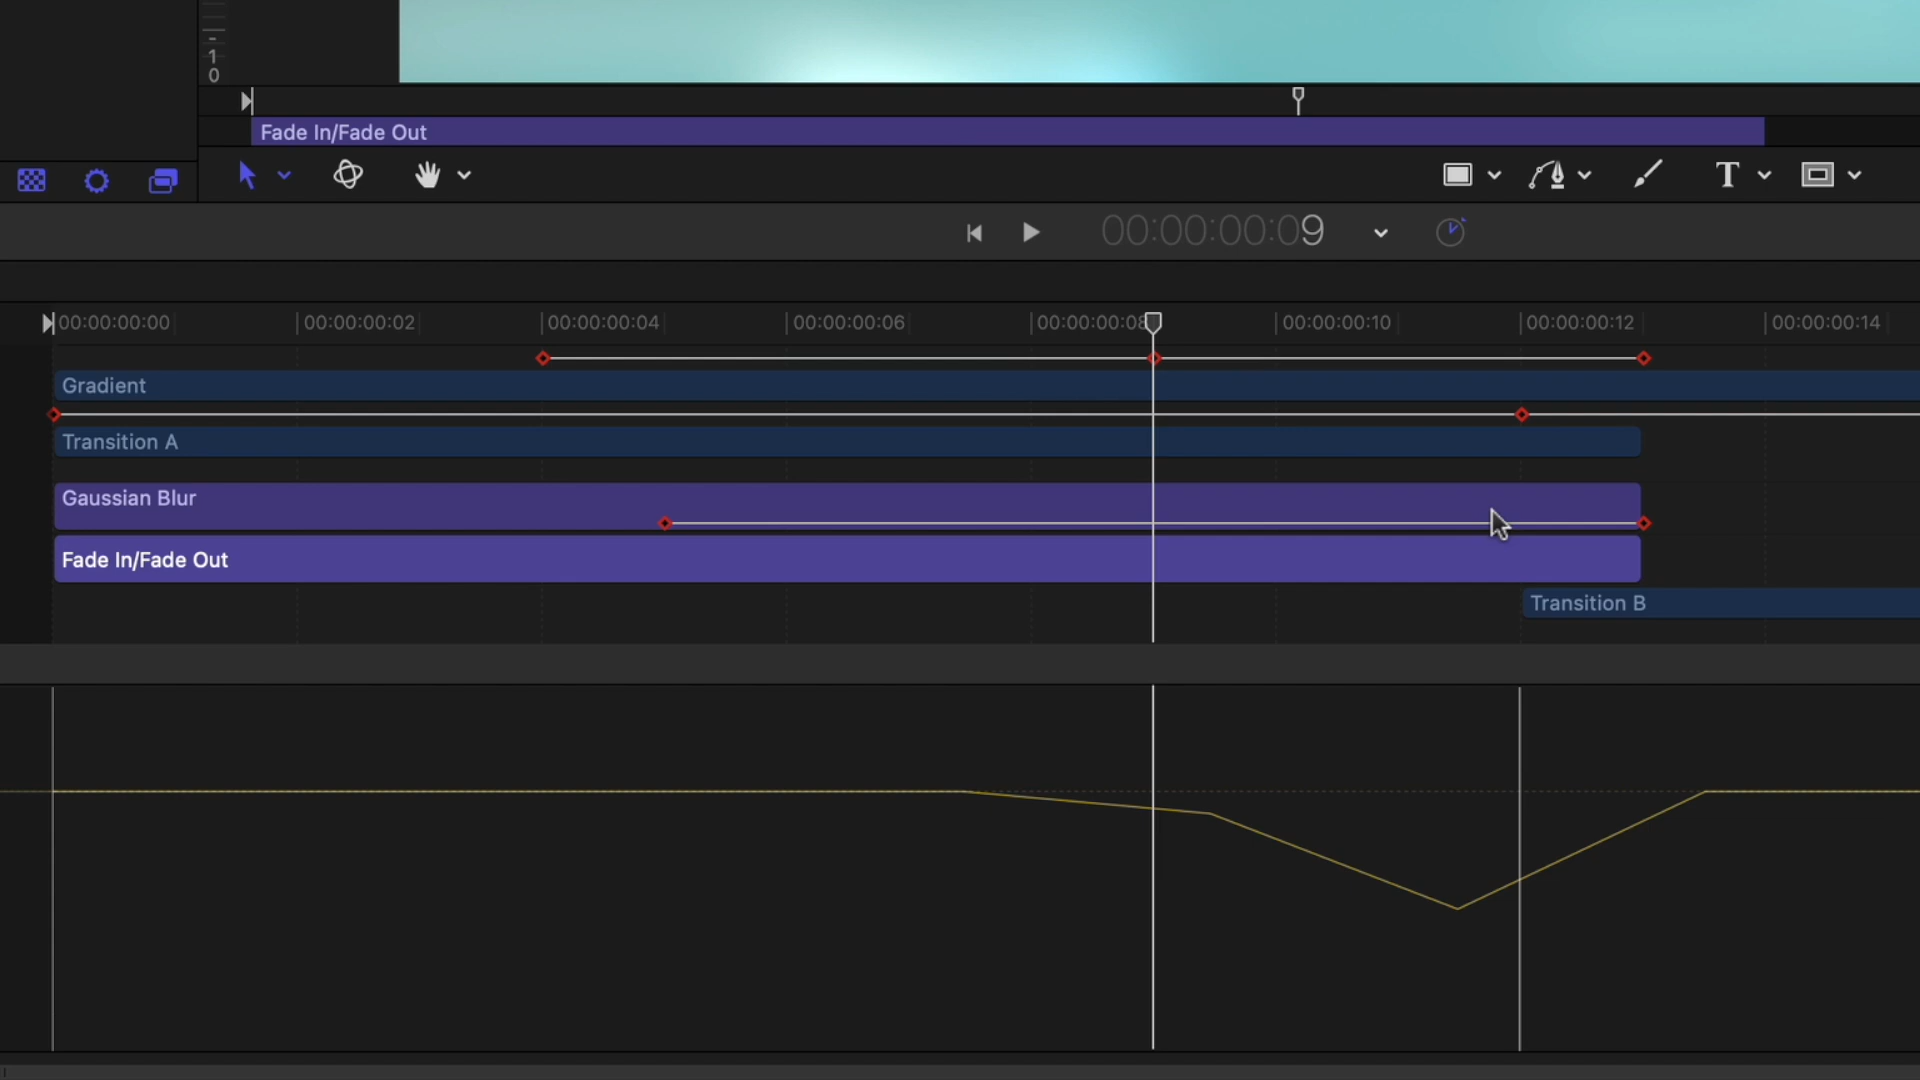 1
0
Fade In/Fade Out
T
00:00:00:09
00:00:00:00 00:00:00:02 00:00:00:04 00:00:00:06 00:00:00:08 00:00:00:10 00:00:00:12 00:00:00:14
Gradient
Transition A
Gaussian Blur
Fade In/Fade Out
Transition B